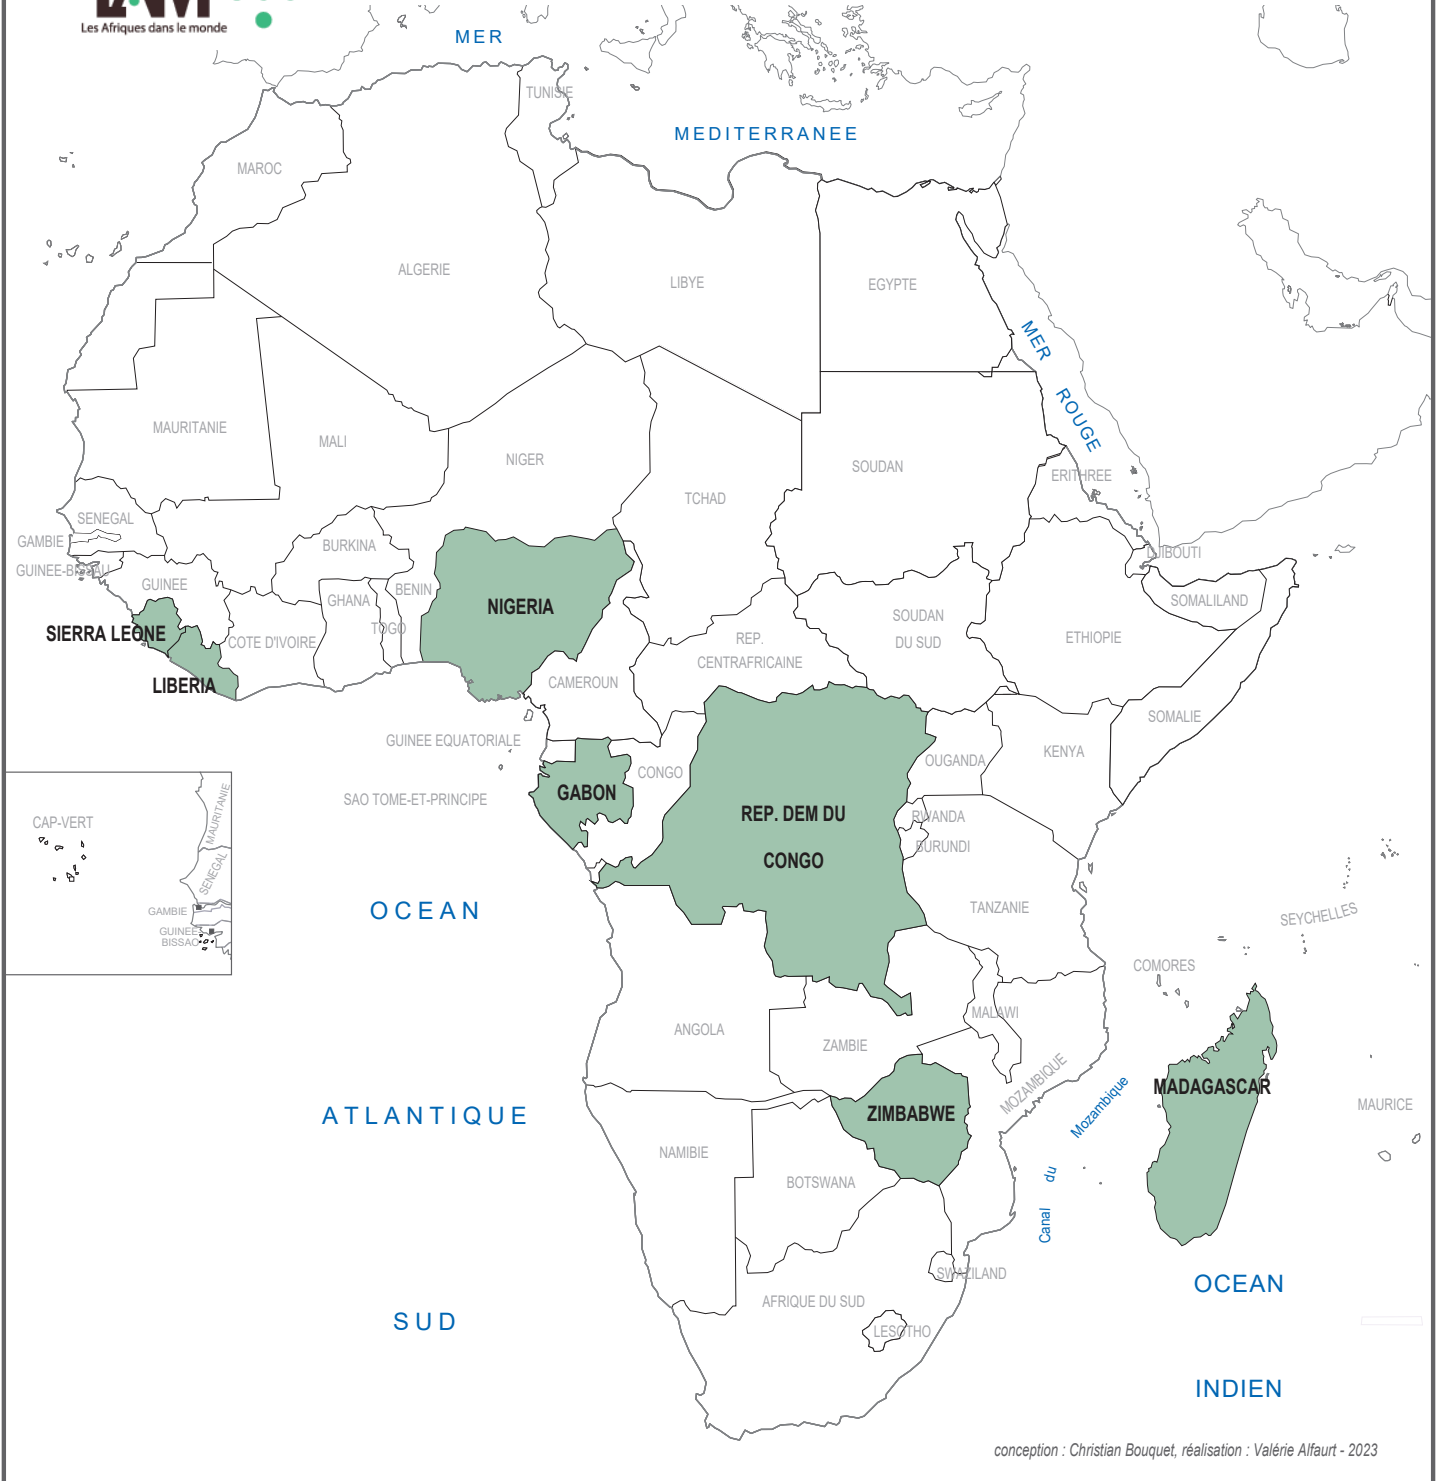 Les Afriques dans le monde
MER
MEDITERRANEE
TUNISIE
MAROC
ALGERIE
LIBYE
EGYPTE
MER
ROUGE
MAURITANIE
MALI
NIGER
TCHAD
SOUDAN
ERITHREE
SENEGAL
GAMBIE
GUINEE-BISSAU
GUINEE
BURKINA
BENIN
GHANA
TOGO
COTE D'IVOIRE
NIGERIA
SIERRA LEONE
LIBERIA
DJIBOUTI
SOMALILAND
SOUDAN
DU SUD
ETHIOPIE
REP.
CENTRAFRICAINE
CAMEROUN
SOMALIE
GUINEE EQUATORIALE
CONGO
OUGANDA
KENYA
SAO TOME-ET-PRINCIPE
GABON
REP. DEM DU
CONGO
RWANDA
BURUNDI
CAP-VERT
MAURITANIE
SENEGAL
GAMBIE
GUINEE
BISSAO
OCEAN
TANZANIE
SEYCHELLES
COMORES
ANGOLA
ZAMBIE
MALAWI
MOZAMBIQUE
MADAGASCAR
MAURICE
ATLANTIQUE
ZIMBABWE
Canal du Mozambique
NAMIBIE
BOTSWANA
SWAZILAND
OCEAN
AFRIQUE DU SUD
SUD
LESOTHO
INDIEN
conception : Christian Bouquet, réalisation : Valérie Alfaurt - 2023